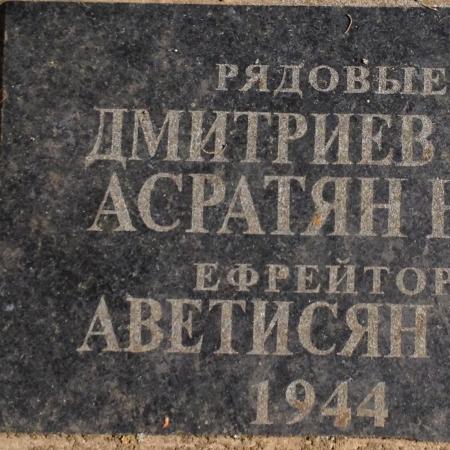 РЯДОВЫЕ
ДМИТРИЕВ
АСРАТЯН
ЕФРЕЙТОР
АВЕТИСЯН
1944